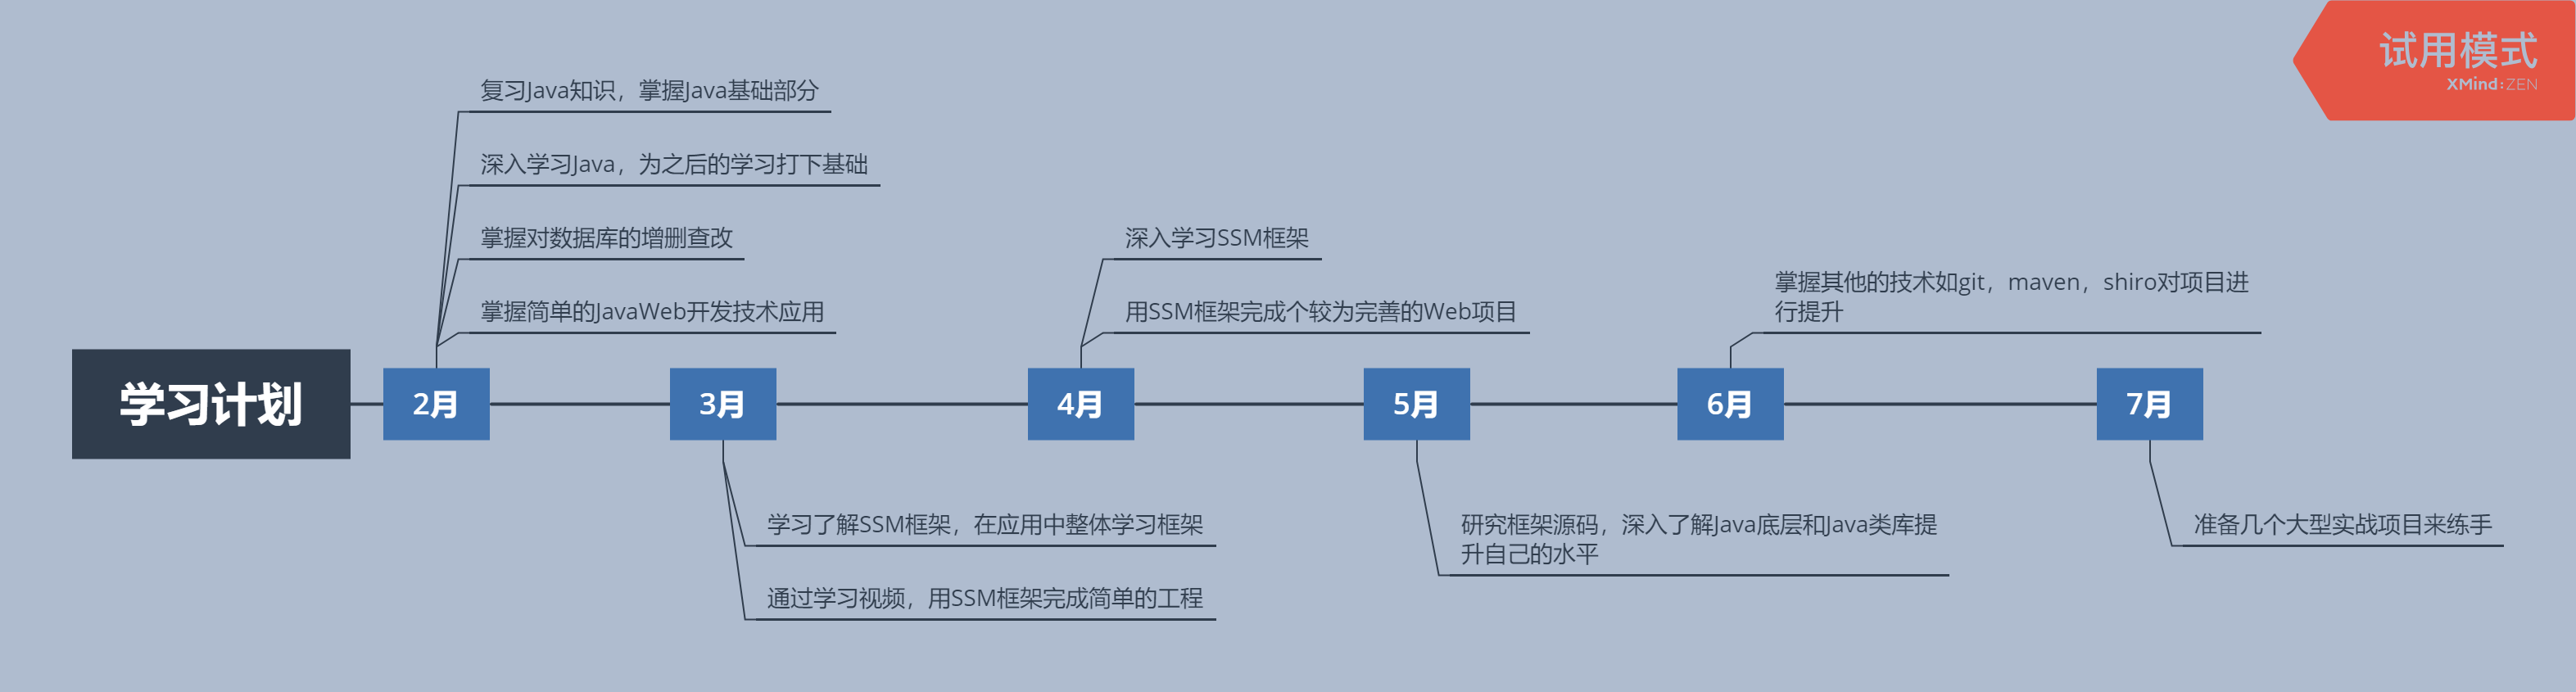 试用模式
XMind:ZEN
复习Java知识，掌握Java基础部分
深入学习Java，为之后的学习打下基础
掌握对数据库的增删查改
掌握简单的JavaWeb开发技术应用
深入学习SSM框架
用SSM框架完成个较为完善的Web项目
掌握其他的技术如git，maven，shiro对项目进
行提升
学习计划
2月
3月
4月
5月
6月
7月
学习了解SSM框架，在应用中整体学习框架
通过学习视频，用SSM框架完成简单的工程
研究框架源码，深入了解Java底层和Java类库提
升自己的水平
准备几个大型实战项目来练手